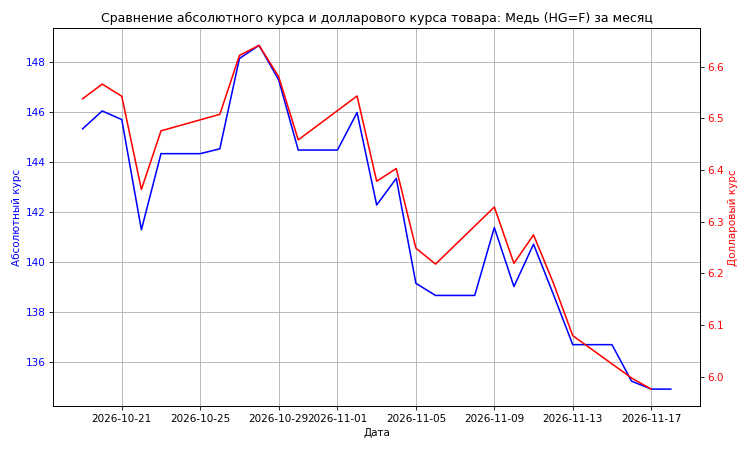 Сравнение абсолютного курса и долларового курса товара: Медь (HG=F) за месяц
Абсолютный курс
148
146
144
142
140
138
136
6.6
6.5
6.4
6.3
6.2
6.1
6.0
Долларовый курс
2026-10-21 2026-10-25 2026-10-29 2026-11-01 2026-11-05 2026-11-09 2026-11-13 2026-11-17
Дата